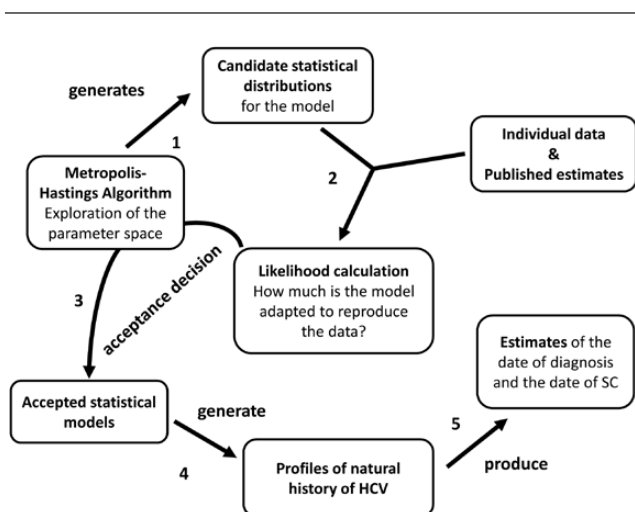 Candidate statistical
distributions
for the model
generates
1
Individual data
&
Published estimates
2
Metropolis-
Hastings Algorithm
Exploration of the
parameter space
Likelihood calculation
How much is the model
adapted to reproduce
the data?
acceptance decision
3
Accepted statistical
models
generate
4
Profiles of natural
history of HCV
5
produce
Estimates of the
date of diagnosis
and the date of SC